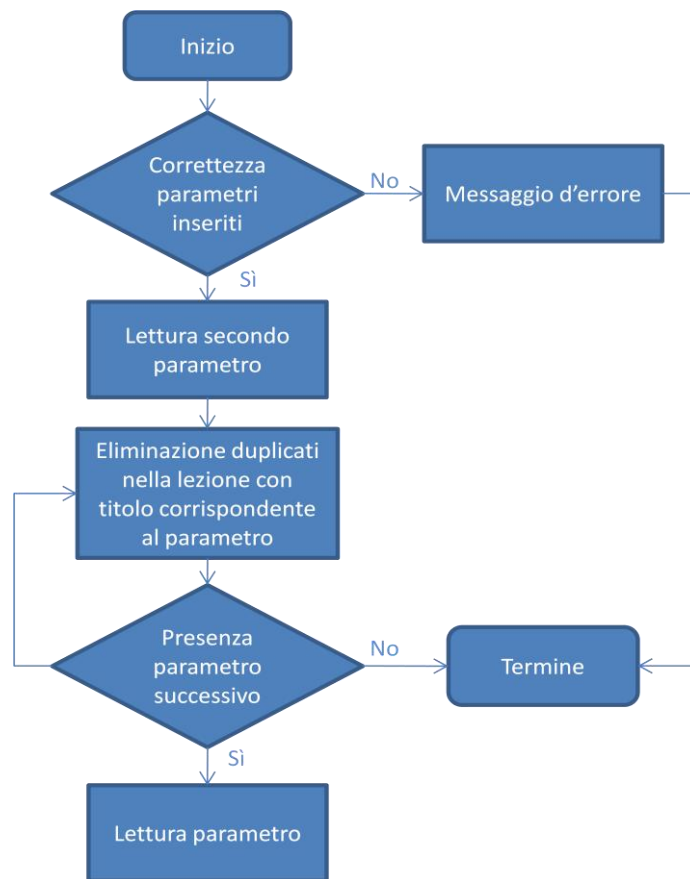 Inizio
Correttezza
parametri
inseriti
No
Messaggio d'errore
Sì
Lettura secondo
parametro
Eliminazione duplicati
nella lezione con
titolo corrispondente
al parametro
Presenza
parametro
successivo
No
Termine
Sì
Lettura parametro